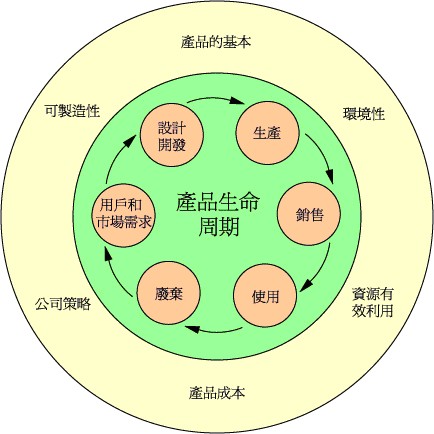 產品的基本
可製造性
環境性
設計
開發
生產
用戶和
市場需求
產品生命
周期
銷售
廢棄
使用
公司策略
資源有
效利用
產品成本